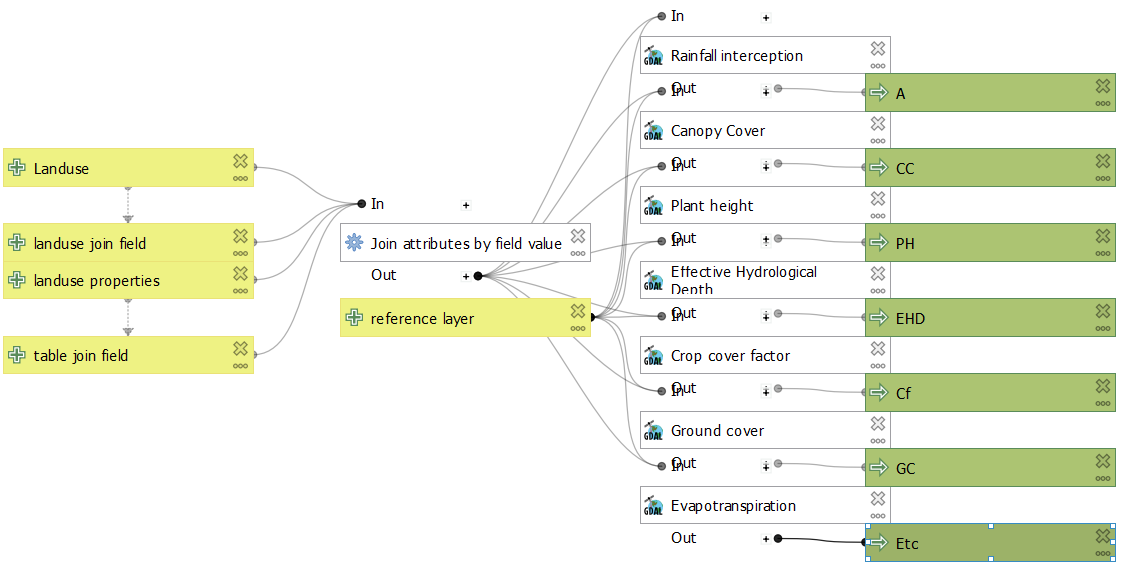 In
GDAL Rainfall interception
Out
In
A
GDAL Canopy Cover
Landuse
Out
In
CC
In
GDAL Plant height
landuse join field
Join attributes by field value
Out
In
PH
landuse properties
Out
GDAL Effective Hydrological
Depth
reference layer
Out
In
EHD
table join field
GDAL Crop cover factor
Out
In
Cf
GDAL Ground cover
Out
In
GC
GDAL Evapotranspiration
Out
Etc